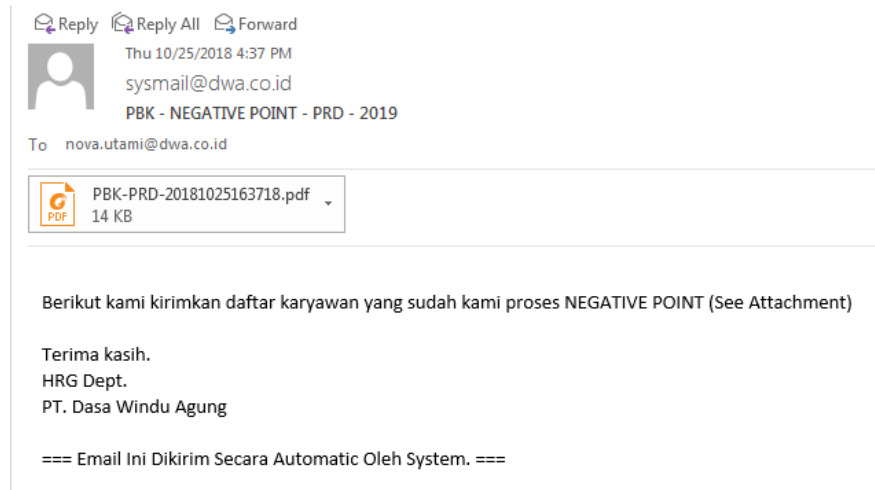 Reply Reply All Forward
Thu 10/25/2018 4:37 PM
sysmail@dwa.co.id
PBK - NEGATIVE POINT - PRD - 2019
To nova.utami@dwa.co.id
PBK-PRD-20181025163718.pdf
PDF
14 KB
Berikut kami kirimkan daftar karyawan yang sudah kami proses NEGATIVE POINT (See Attachment)
Terima kasih.
HRG Dept.
PT. Dasa Windu Agung
=== Email Ini Dikirim Secara Automatic Oleh System. ===